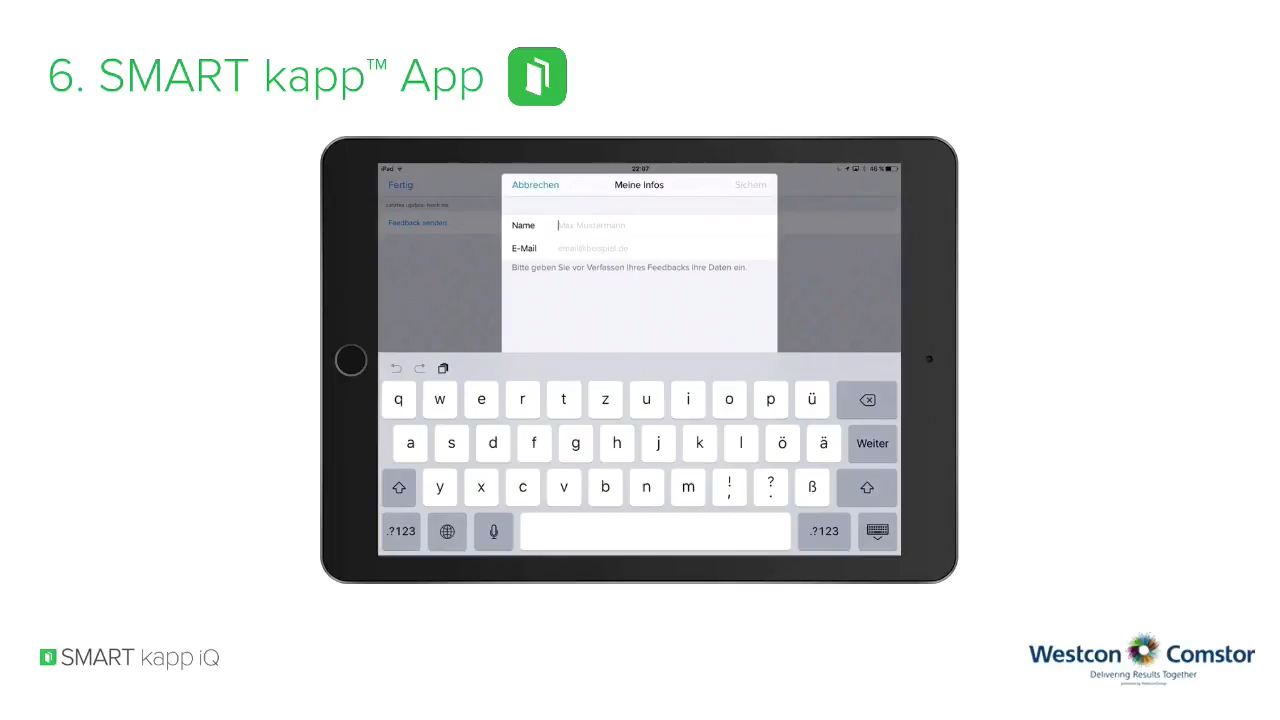 6. SMART kapp™ App
iPad
22:07
46 %
Fertig
Abbrechen
Meine Infos
Sichern
Feedback senden
Name
Max Mustermann
E-Mail
email@beispiel.de
Bitte geben Sie vor Verfassen Ihres Feedbacks Ihre Daten ein.
q w e r t z u i o p ü
a s d f g h j k l ö ä Weiter
y x c v b n m ! , ? . ß
.?123 .?123
SMART kapp iQ
Westcon Comstor
Delivering Results Together